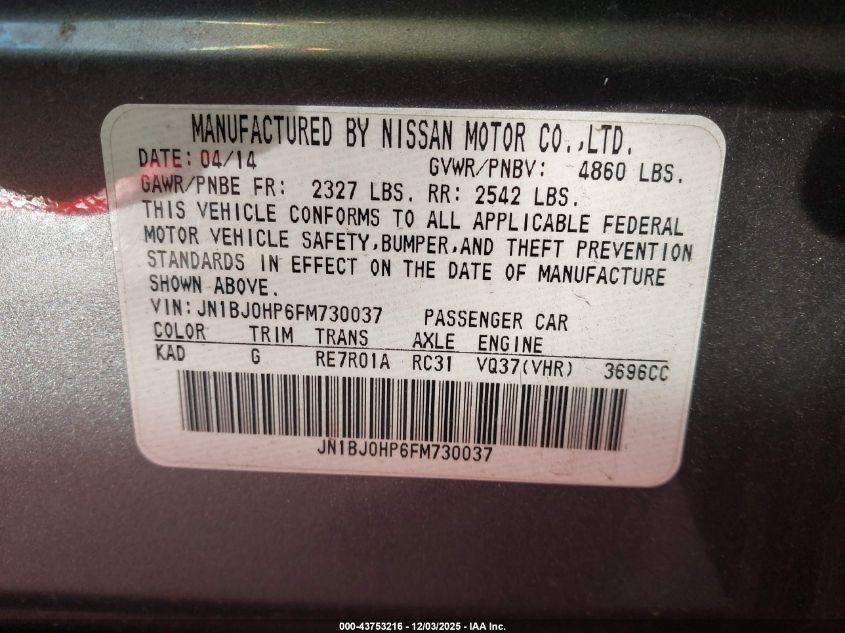 MANUFACTURED BY NISSAN MOTOR CO.,LTD.
DATE: 04/14 GVWR/PNBV: 4860 LBS.
GAWR/PNBE FR: 2327 LBS. RR: 2542 LBS.
THIS VEHICLE CONFORMS TO ALL APPLICABLE FEDERAL
MOTOR VEHICLE SAFETY,BUMPER,AND THEFT PREVENTION
STANDARDS IN EFFECT ON THE DATE OF MANUFACTURE
SHOWN ABOVE.
VIN: JN1BJ0HP6FM730037 PASSENGER CAR
COLOR TRIM TRANS AXLE ENGINE
KAD G RE7R01A RC31 VQ37(VHR) 3696CC
JN1BJ0HP6FM730037
000-43753216 - 12/03/2025 - IAA Inc.